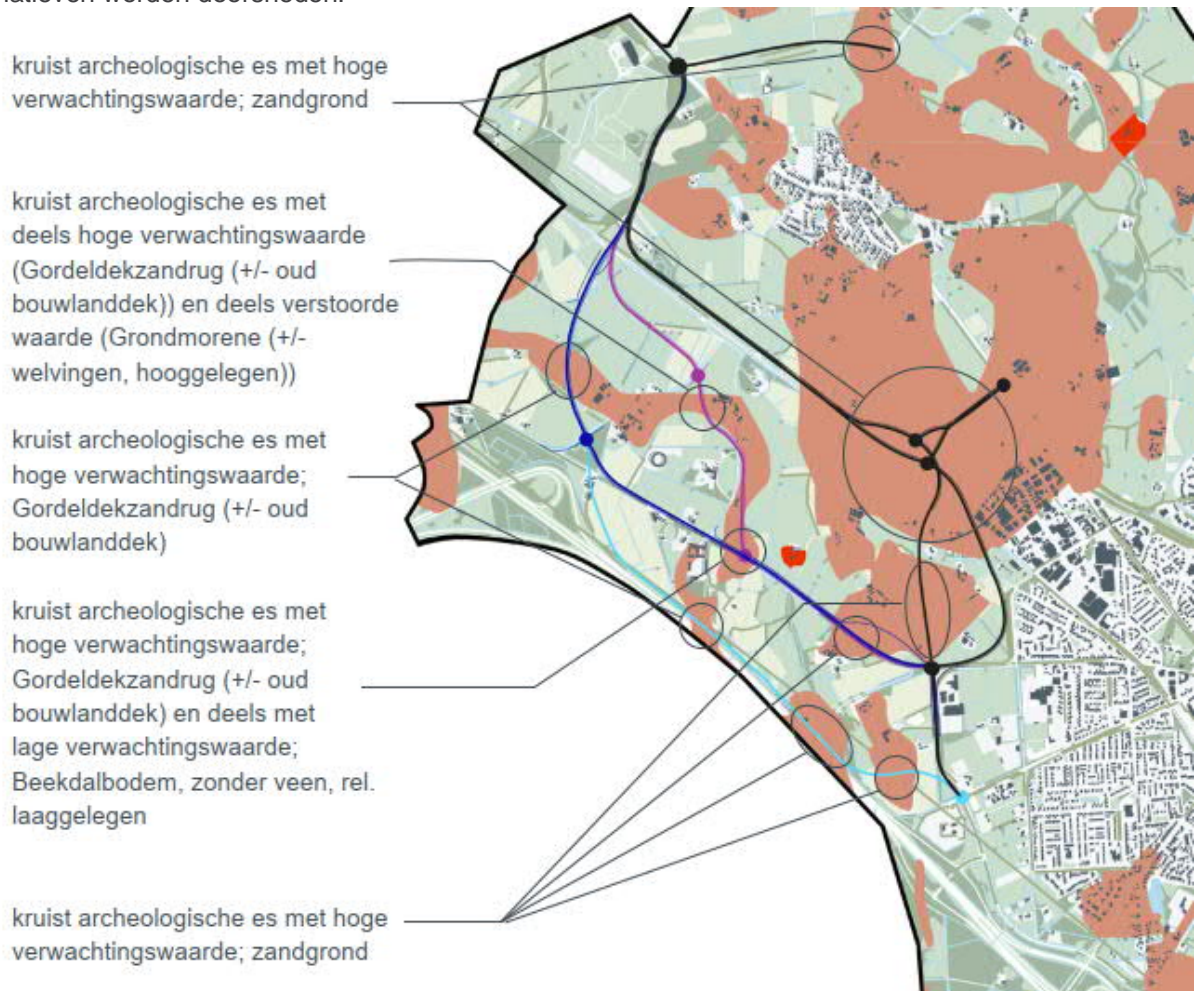 worden doorsneden.
kruist archeologische es met hoge
verwachtingswaarde; zandgrond
kruist archeologische es met
deels hoge verwachtingswaarde
(Gordeldekzandrug (+/- oud
bouwlanddek)) en deels verstoorde
waarde (Grondmorene (+/-
welvingen, hooggelegen))
kruist archeologische es met
hoge verwachtingswaarde;
Gordeldekzandrug (+/- oud
bouwlanddek)
kruist archeologische es met
hoge verwachtingswaarde;
Gordeldekzandrug (+/- oud
bouwlanddek) en deels met
lage verwachtingswaarde;
Beekdalbodem, zonder veen, rel.
laaggelegen
kruist archeologische es met hoge
verwachtingswaarde; zandgrond